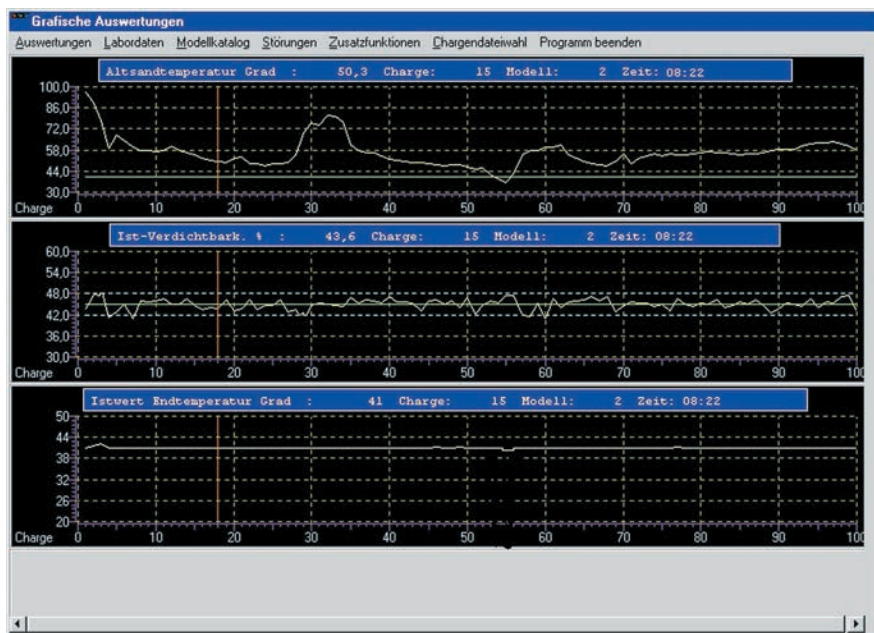 Grafische Auswertungen
Auswertungen Labordaten Modellkatalog Störungen Zusatzfunktionen Chargendateiwahl Programm beenden
Altsandtemperatur Grad : 50,3 Charge: 15 Modell: 2 Zeit: 08:22
100,0
86,0
72,0
58,0
44,0
30,0
Charge 0 10 20 30 40 50 60 70 80 90 100
Ist-Verdichtbark. % : 43,6 Charge: 15 Modell: 2 Zeit: 08:22
60,0
54,0
48,0
42,0
36,0
30,0
Charge 0 10 20 30 40 50 60 70 80 90 100
Istwert Endtemperatur Grad : 41 Charge: 15 Modell: 2 Zeit: 08:22
50
44
38
32
26
20
Charge 0 10 20 30 40 50 60 70 80 90 100